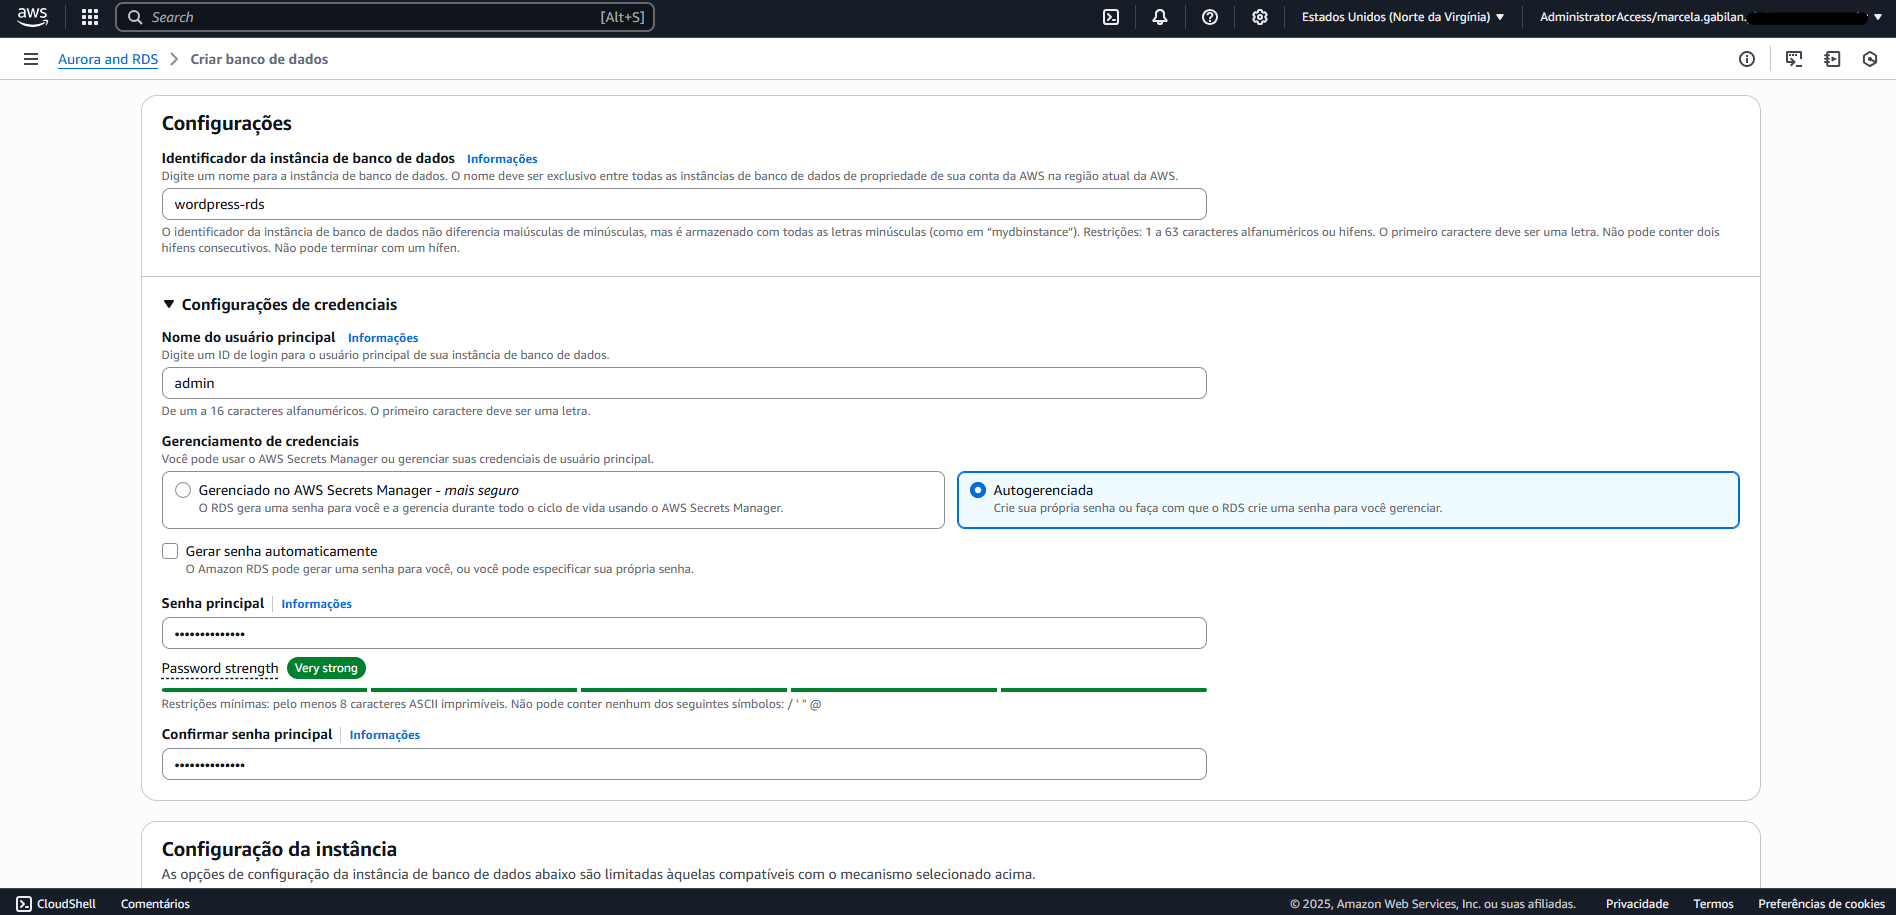 aws
Search [Alt+S]
Estados Unidos (Norte da Virgínia)
AdministratorAccess/marcela.gabilan.
Aurora and RDS
Criar banco de dados
Configurações
Identificador da instância de banco de dados Informações
Digite um nome para a instância de banco de dados. O nome deve ser exclusivo entre todas as instâncias de banco de dados de propriedade de sua conta da AWS na região atual da AWS.
wordpress-rds
O identificador da instância de banco de dados não diferencia maiúsculas de minúsculas, mas é armazenado com todas as letras minúsculas (como em “mydbinstance”). Restrições: 1 a 63 caracteres alfanuméricos ou hifens. O primeiro caractere deve ser uma letra. Não pode conter dois
hifens consecutivos. Não pode terminar com um hífen.
Configurações de credenciais
Nome do usuário principal Informações
Digite um ID de login para o usuário principal de sua instância de banco de dados.
admin
De um a 16 caracteres alfanuméricos. O primeiro caractere deve ser uma letra.
Gerenciamento de credenciais
Você pode usar o AWS Secrets Manager ou gerenciar suas credenciais de usuário principal.
Gerenciado no AWS Secrets Manager - mais seguro
O RDS gera uma senha para você e a gerencia durante todo o ciclo de vida usando o AWS Secrets Manager.
Autogerenciada
Crie sua própria senha ou faça com que o RDS crie uma senha para você gerenciar.
Gerar senha automaticamente
O Amazon RDS pode gerar uma senha para você, ou você pode especificar sua própria senha.
Senha principal Informações
••••••••••••••
Password strength Very strong
Restrições mínimas: pelo menos 8 caracteres ASCII imprimíveis. Não pode conter nenhum dos seguintes símbolos: / ' " @
Confirmar senha principal Informações
••••••••••••••
Configuração da instância
As opções de configuração da instância de banco de dados abaixo são limitadas àquelas compatíveis com o mecanismo selecionado acima.
CloudShell
Comentários
© 2025, Amazon Web Services, Inc. ou suas afiliadas.
Privacidade
Termos
Preferências de cookies